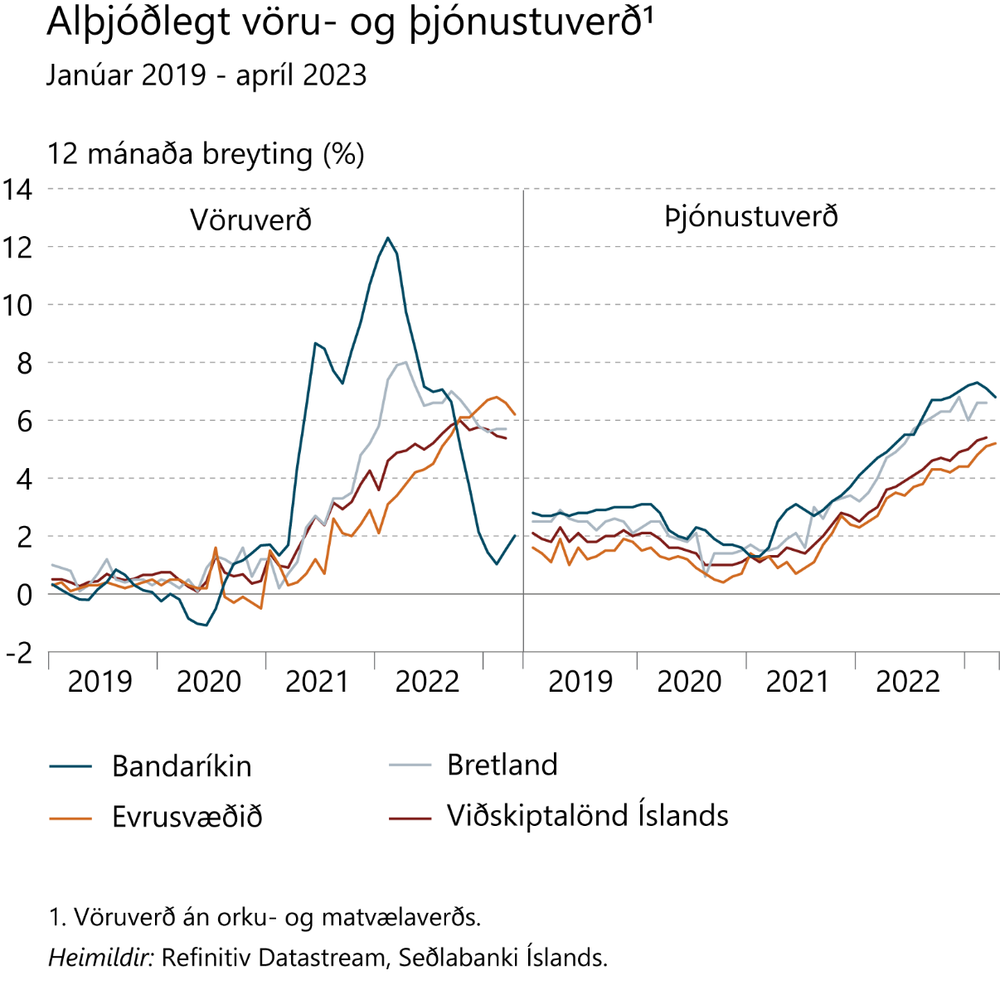 Alþjóðlegt vöru- og þjónustuverð¹
Janúar 2019 - apríl 2023
12 mánaða breyting (%)
14
12
10
8
6
4
2
0
-2
Vöruverð
Þjónustuverð
2019 2020 2021 2022 2019 2020 2021 2022
Bandaríkin
Bretland
Evrusvæðið
Viðskiptalönd Íslands
1. Vöruverð án orku- og matvælaverðs.
Heimildir: Refinitiv Datastream, Seðlabanki Íslands.